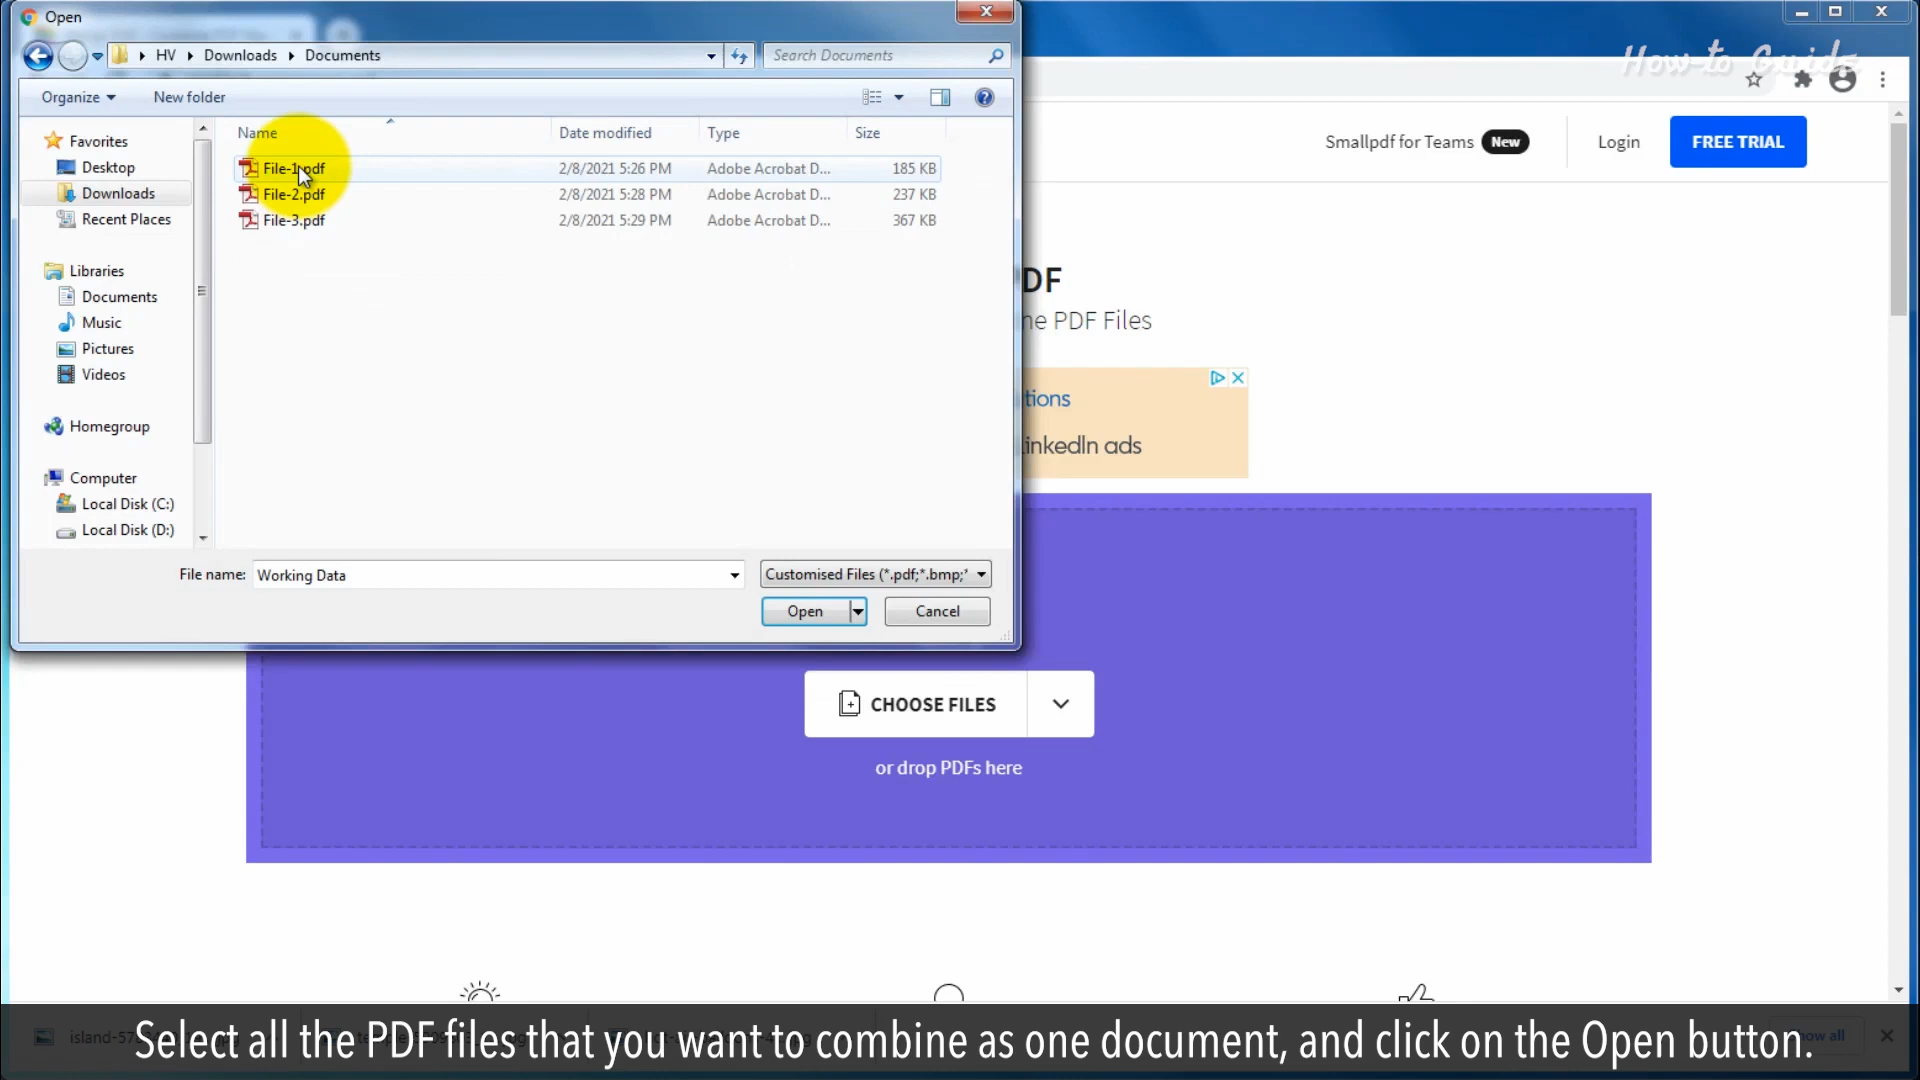 Open
HV Downloads Documents
Search Documents
How-to Guids
Organize
New folder
Name Date modified Type Size
Favorites
Desktop
Downloads
Recent Places
Libraries
Documents
Music
Pictures
Videos
Homegroup
Computer
Local Disk (C:)
Local Disk (D:)
File-1.pdf 2/8/2021 5:26 PM Adobe Acrobat D... 185 KB
File-2.pdf 2/8/2021 5:28 PM Adobe Acrobat D... 237 KB
File-3.pdf 2/8/2021 5:29 PM Adobe Acrobat D... 367 KB
File name: Working Data
Customised Files (*.pdf;*.bmp;*
Open
Cancel
Smallpdf for Teams New
Login
FREE TRIAL
DF
ne PDF Files
tions
inkedIn ads
CHOOSE FILES
or drop PDFs here
Select all the PDF files that you want to combine as one document, and click on the Open button.